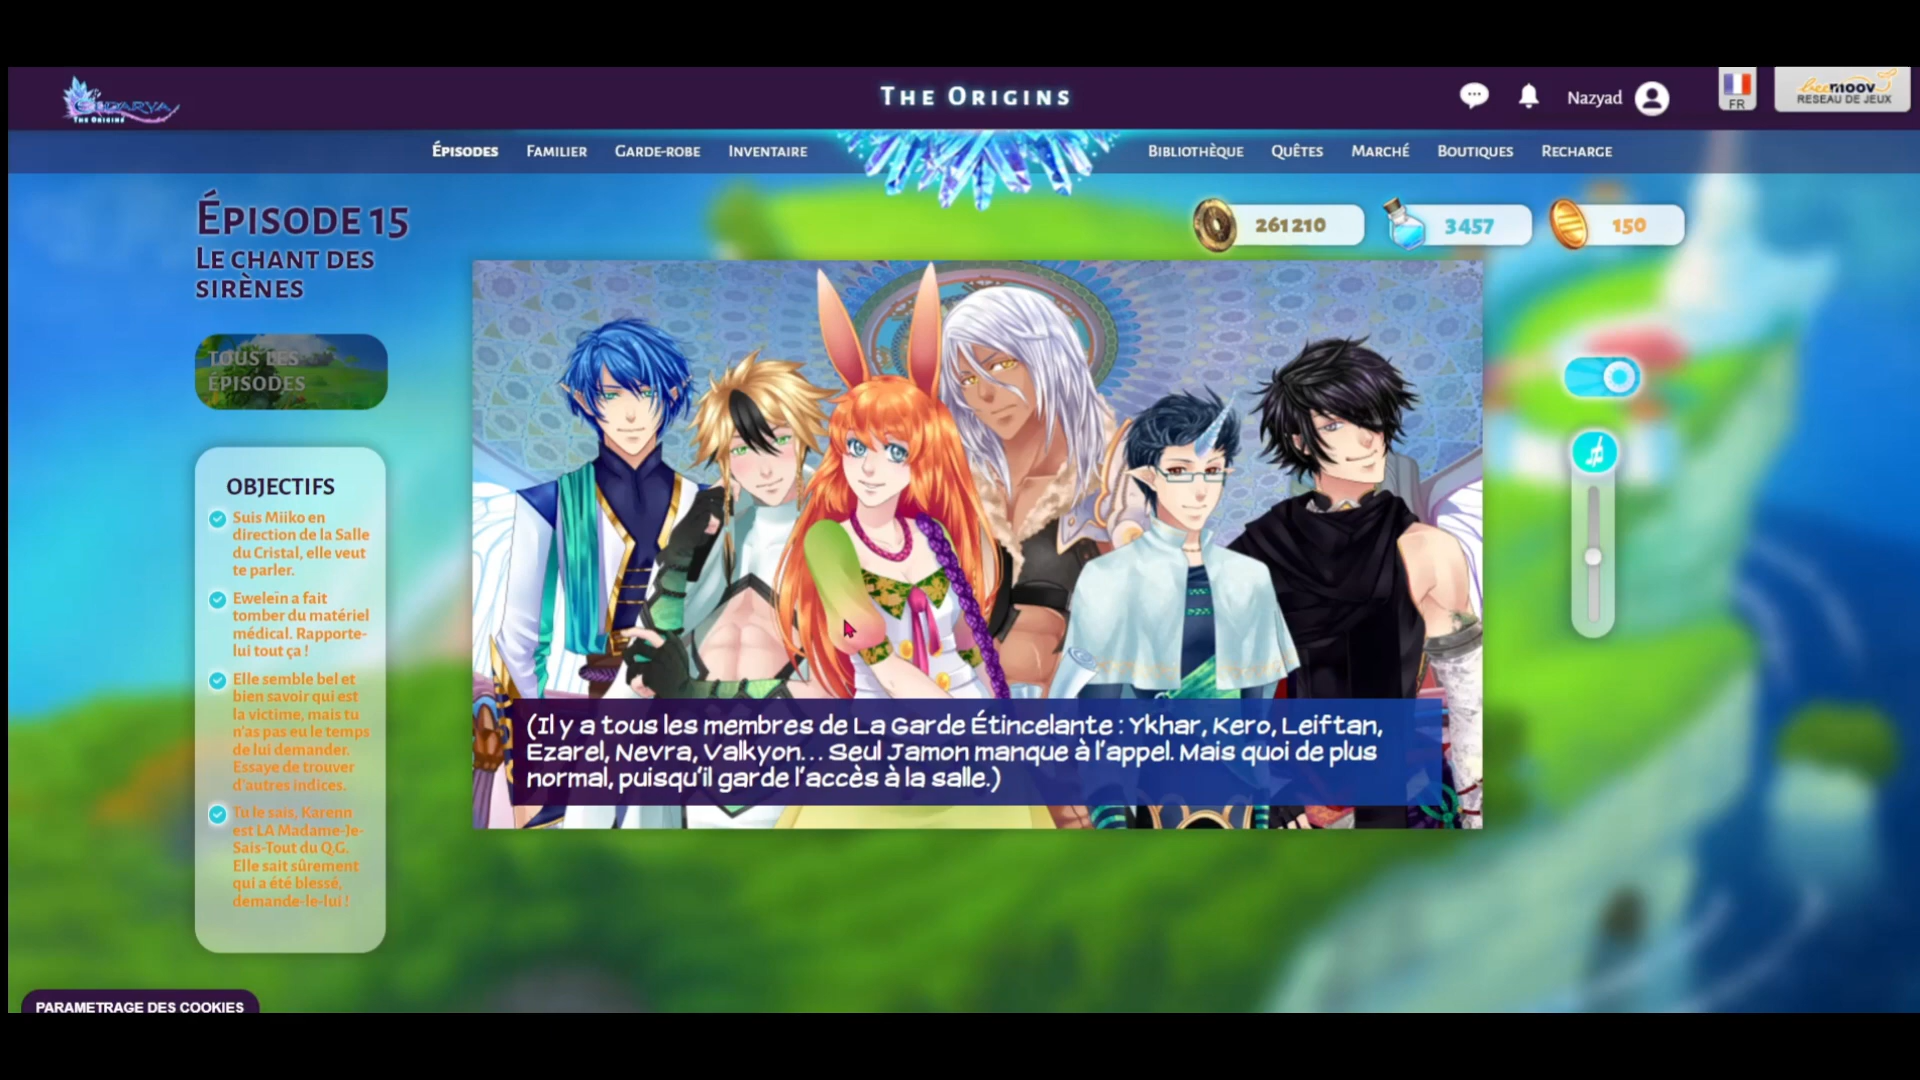 ELDARYA
THE ORIGINS
THE ORIGINS
Nazyad
FR
beemoov
RESEAU DE JEUX
ÉPISODES
FAMILIER
GARDE-ROBE
INVENTAIRE
BIBLIOTHÈQUE
QUÊTES
MARCHÉ
BOUTIQUES
RECHARGE
ÉPISODE 15
LE CHANT DES
SIRÈNES
261210
3457
150
TOUS LES
ÉPISODES
OBJECTIFS
Suis Miiko en
direction de la Salle
du Cristal, elle veut
te parler.
Eweleïn a fait
tomber du matériel
médical. Rapporte-
lui tout ça !
Elle semble bel et
bien savoir qui est
la victime, mais tu
n'as pas eu le temps
de lui demander.
Essaye de trouver
d'autres indices.
Tu le sais, Karenn
est LA Madame-Je-
Sais-Tout du Q.G.
Elle sait sûrement
qui a été blessé,
demande-le-lui !
(Il y a tous les membres de La Garde Étincelante : Ykhar, Kero, Leiftan,
Ezarel, Nevra, Valkyon... Seul Jamon manque à l'appel. Mais quoi de plus
normal, puisqu'il garde l'accès à la salle.)
PARAMETRAGE DES COOKIES